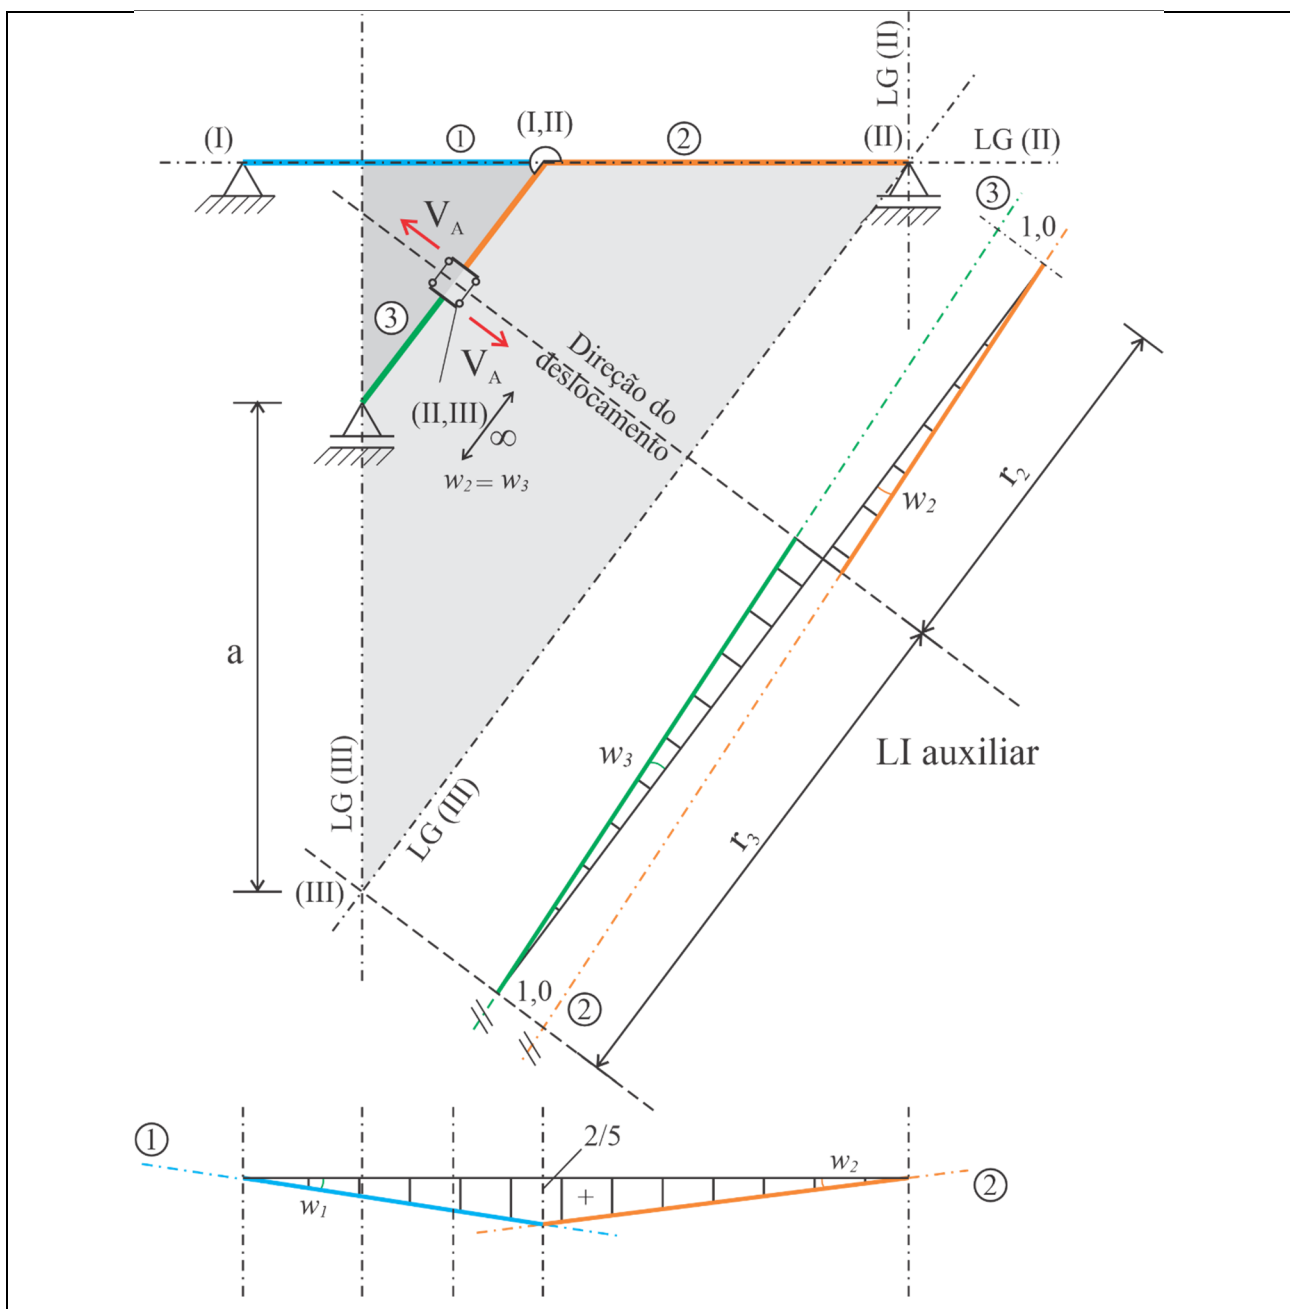 LG (II)
(I)
①
(I,II)
②
(II)
LG (II)
③
1,0
V_A
③
V_A
Direção do
deslocamento
(II,III)
∞
w₂= w₃
r₂
w₂
a
w₃
LI auxiliar
LG (III)
LG (III)
r₃
(III)
1,0
②
①
2/5
w₂
②
w₁
+